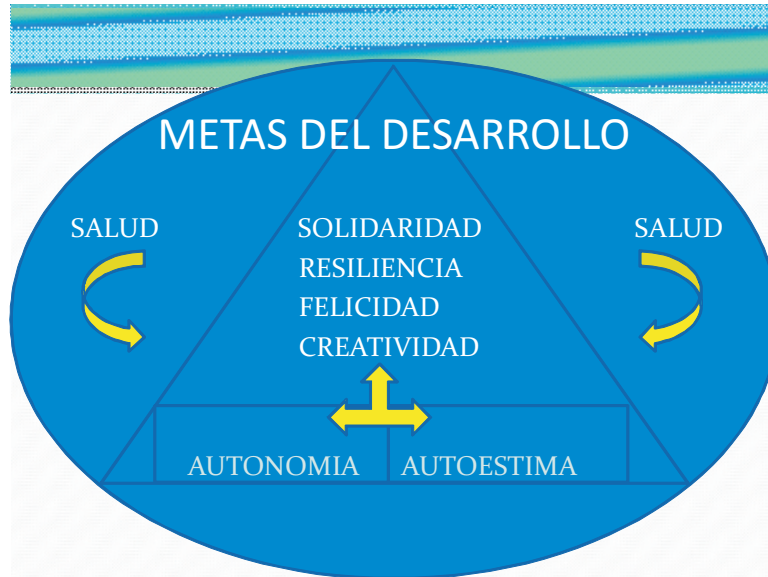 METAS DEL DESARROLLO
SALUD SOLIDARIDAD SALUD
RESILIENCIA
FELICIDAD
CREATIVIDAD
AUTONOMIA AUTOESTIMA